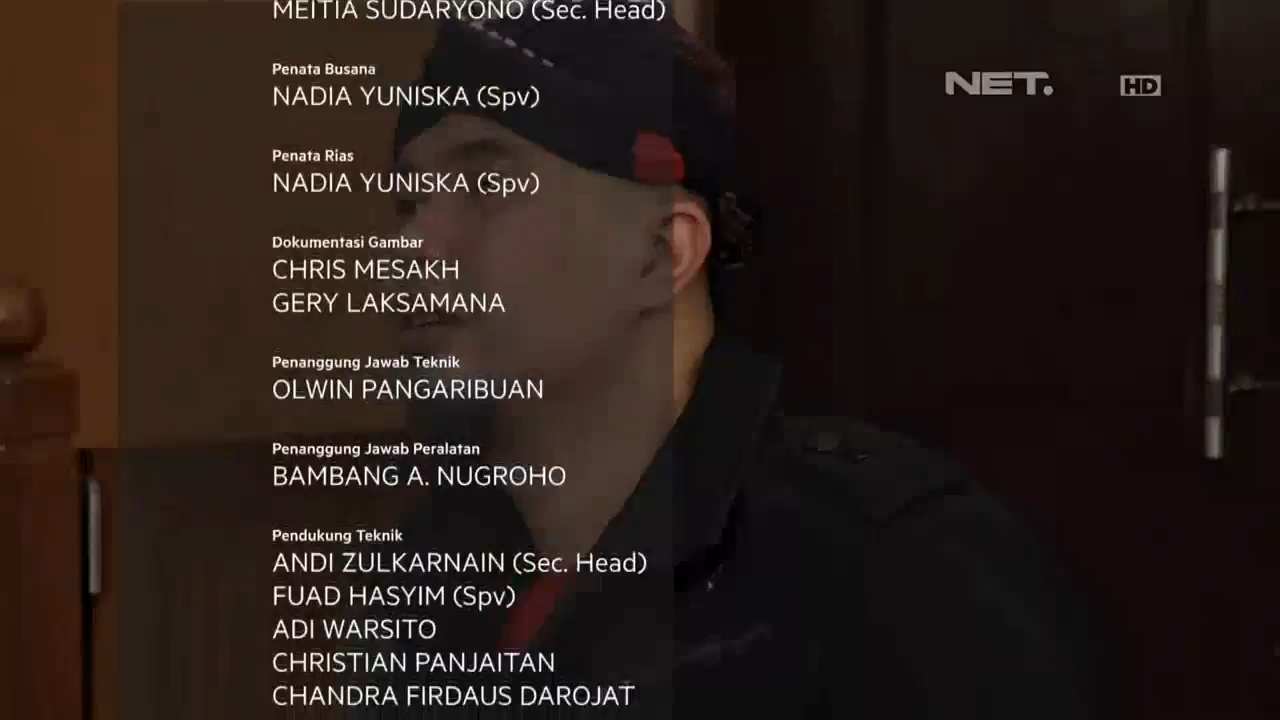 MEITIA SUDARYONO (Sec. Head)
Penata Busana
NADIA YUNISKA (Spv)
NET.
HD
Penata Rias
NADIA YUNISKA (Spv)
Dokumentasi Gambar
CHRIS MESAKH
GERY LAKSAMANA
Penanggung Jawab Teknik
OLWIN PANGARIBUAN
Penanggung Jawab Peralatan
BAMBANG A. NUGROHO
Pendukung Teknik
ANDI ZULKARNAIN (Sec. Head)
FUAD HASYIM (Spv)
ADI WARSITO
CHRISTIAN PANJAITAN
CHANDRA FIRDAUS DAROJAT